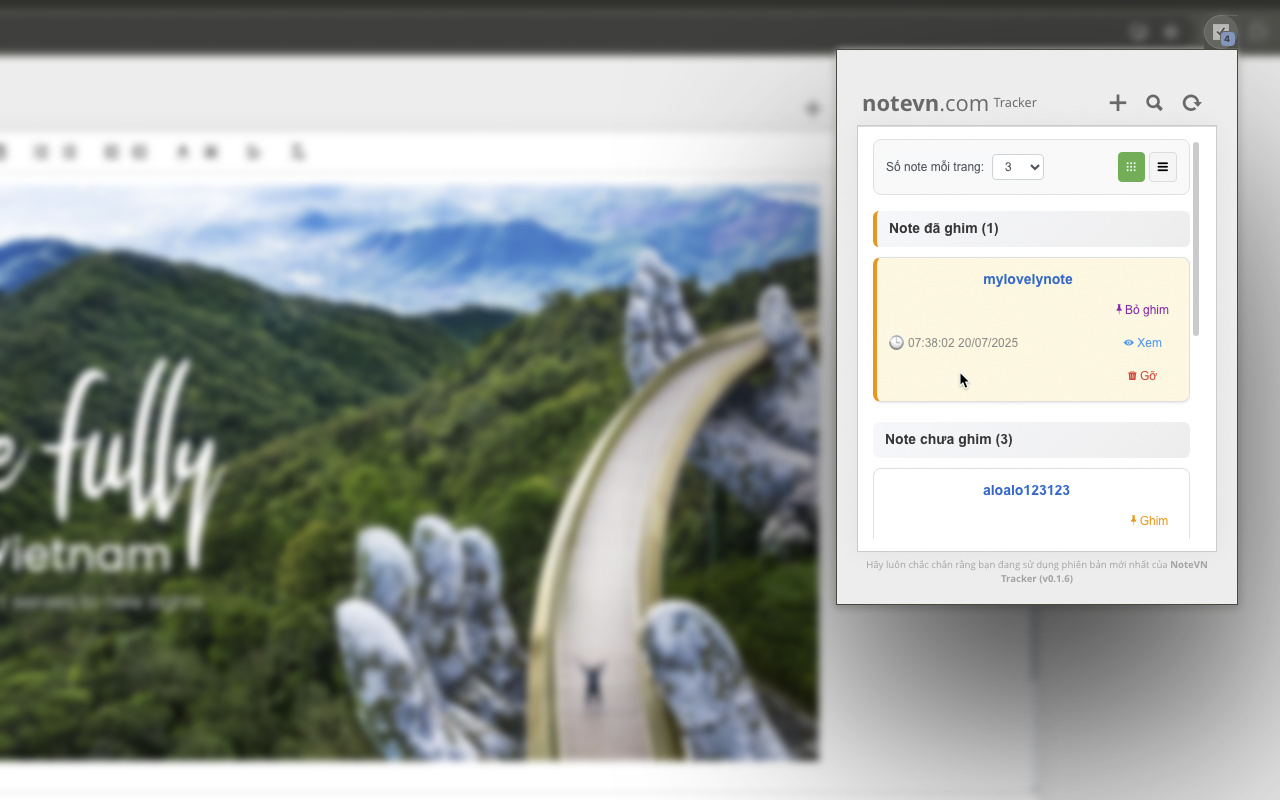 4
notevn.com Tracker
Số note mỗi trang: 3
Note đã ghim (1)
mylovelynote
Bỏ ghim
07:38:02 20/07/2025
Xem
Gỡ
Note chưa ghim (3)
aloalo123123
Ghim
Hãy luôn chắc chắn rằng bạn đang sử dụng phiên bản mới nhất của NoteVN
Tracker (v0.1.6)
fully
Vietnam